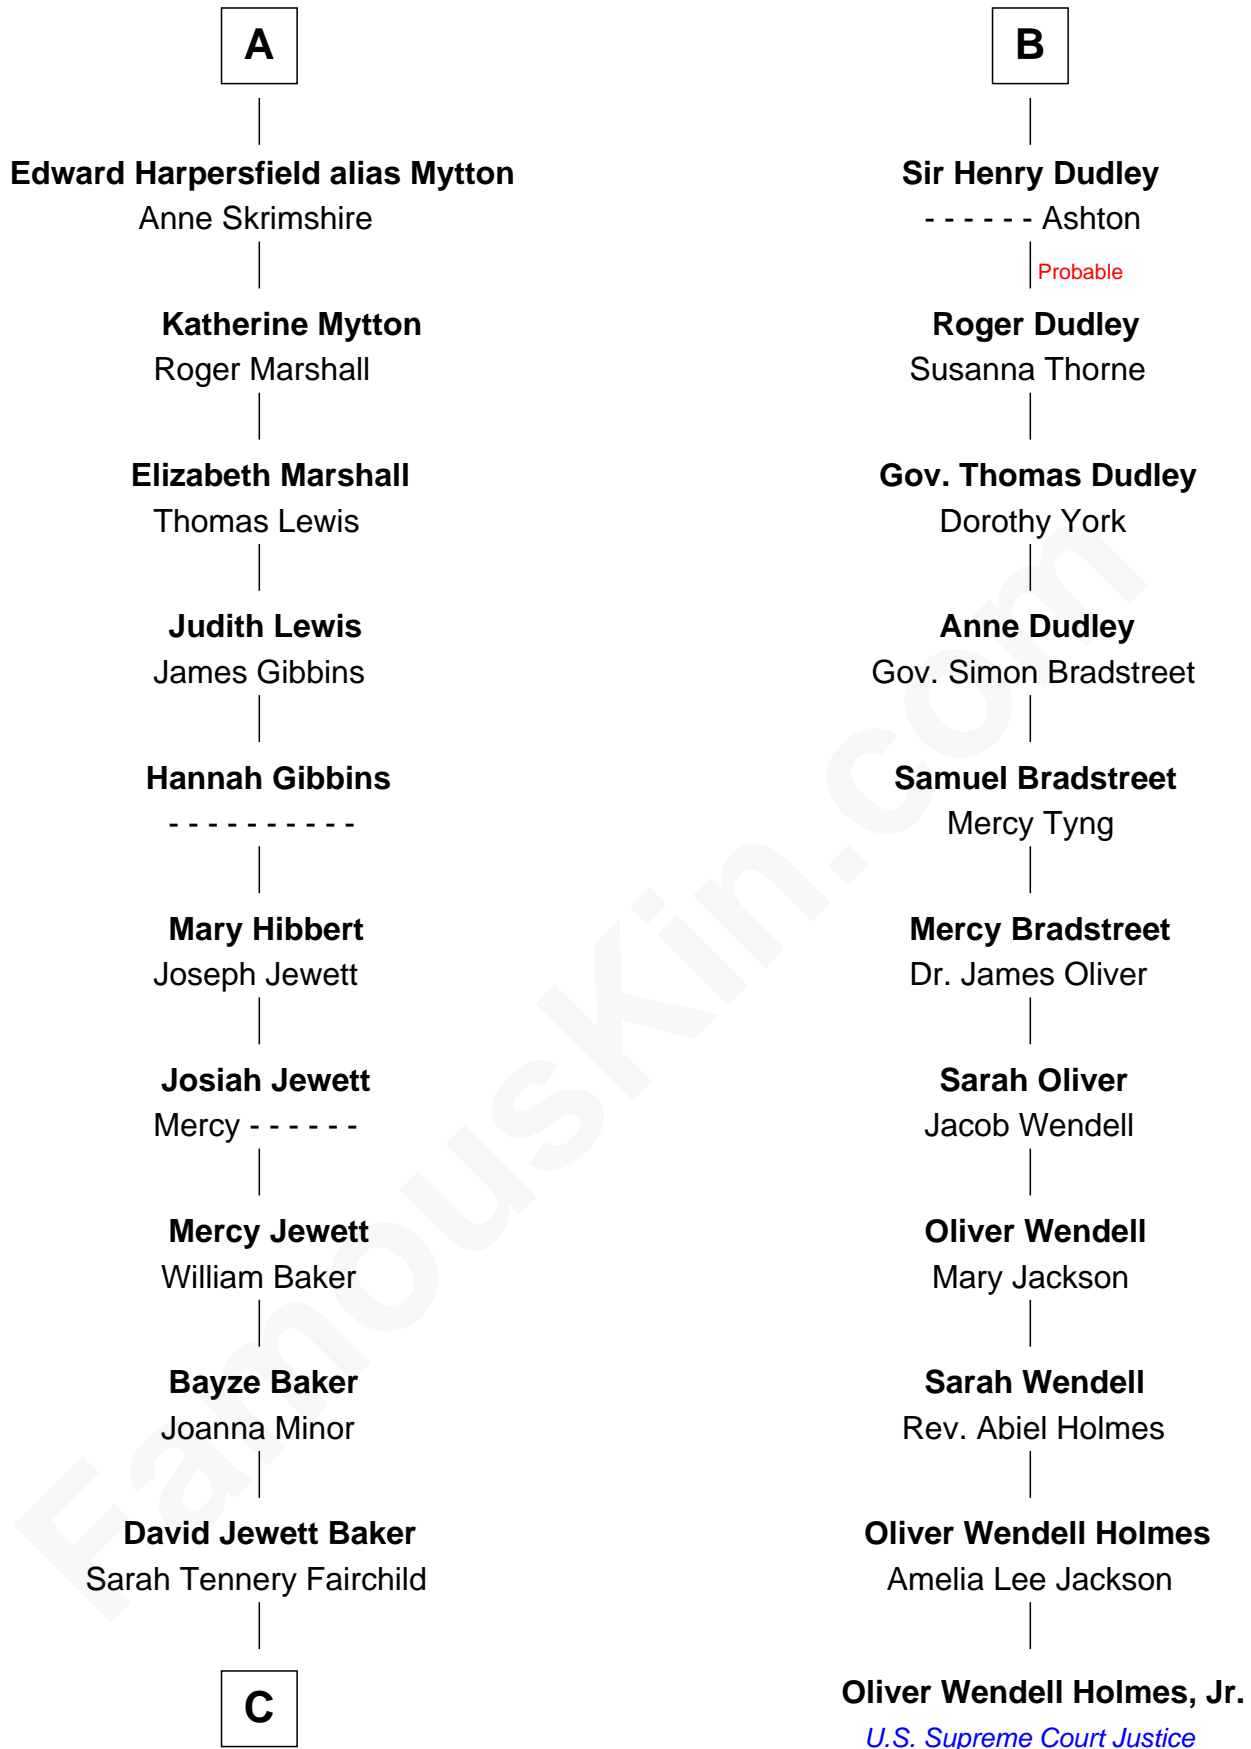 A
Edward Harpersfield alias Mytton
Anne Skrimshire
Katherine Mytton
Roger Marshall
Elizabeth Marshall
Thomas Lewis
Judith Lewis
James Gibbins
Hannah Gibbins
- - - - - - - - - -
Mary Hibbert
Joseph Jewett
Josiah Jewett
Mercy - - - - - -
Mercy Jewett
William Baker
Bayze Baker
Joanna Minor
David Jewett Baker
Sarah Tennery Fairchild
C
B
Sir Henry Dudley
- - - - - - Ashton
Probable
Roger Dudley
Susanna Thorne
Gov. Thomas Dudley
Dorothy York
Anne Dudley
Gov. Simon Bradstreet
Samuel Bradstreet
Mercy Tyng
Mercy Bradstreet
Dr. James Oliver
Sarah Oliver
Jacob Wendell
Oliver Wendell
Mary Jackson
Sarah Wendell
Rev. Abiel Holmes
Oliver Wendell Holmes
Amelia Lee Jackson
Oliver Wendell Holmes, Jr.
U.S. Supreme Court Justice
FamousKin.com